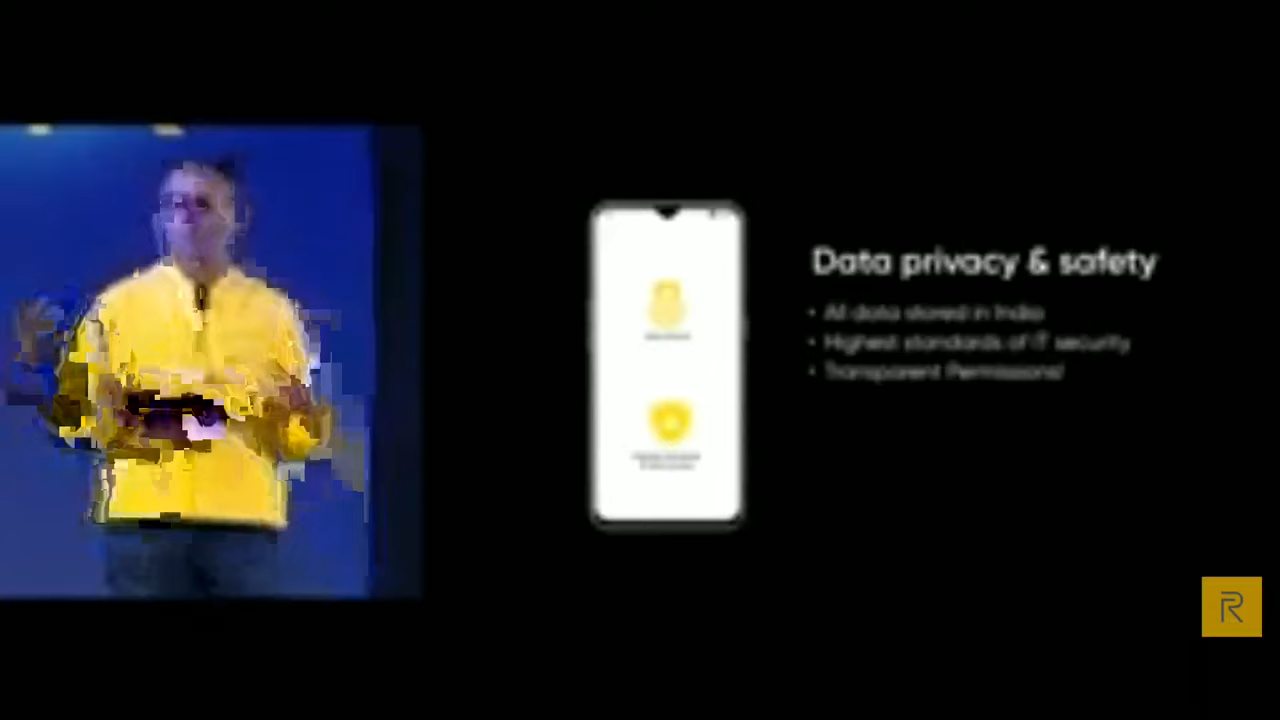 Data privacy & safety
• All data stored in India
• Highest standards of IT security
• Transparent Permissions
R